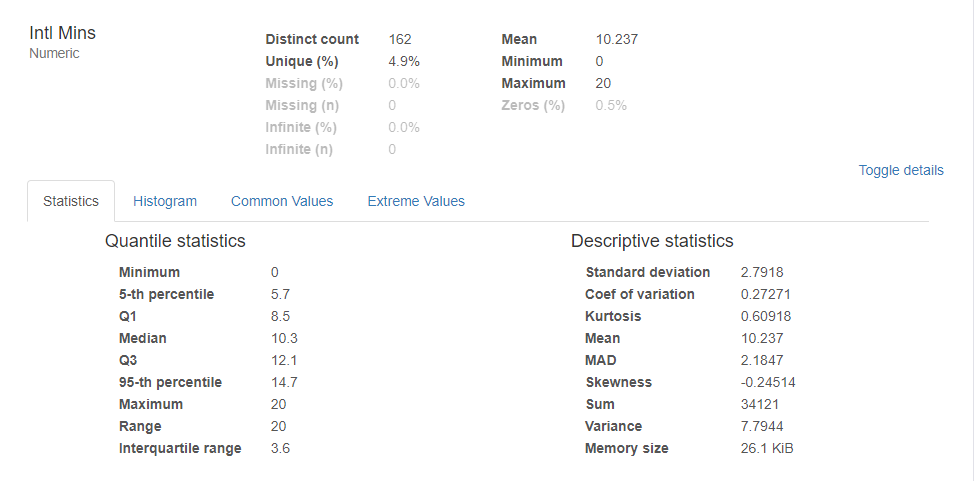 Intl Mins
Numeric
Distinct count 162
Unique (%) 4.9%
Missing (%) 0.0%
Missing (n) 0
Infinite (%) 0.0%
Infinite (n) 0
Mean 10.237
Minimum 0
Maximum 20
Zeros (%) 0.5%
Toggle details
Statistics Histogram Common Values Extreme Values
Quantile statistics
Minimum 0
5-th percentile 5.7
Q1 8.5
Median 10.3
Q3 12.1
95-th percentile 14.7
Maximum 20
Range 20
Interquartile range 3.6
Descriptive statistics
Standard deviation 2.7918
Coef of variation 0.27271
Kurtosis 0.60918
Mean 10.237
MAD 2.1847
Skewness -0.24514
Sum 34121
Variance 7.7944
Memory size 26.1 KiB